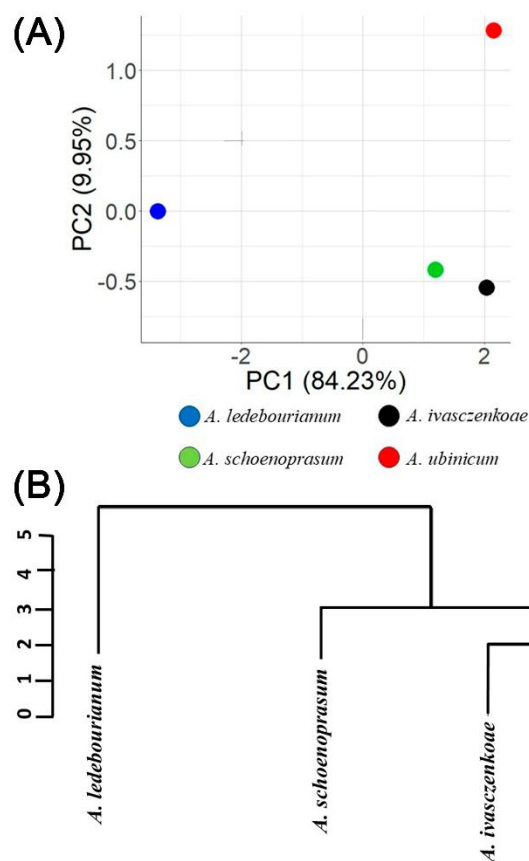 (A)
PC2 (9.95%)
1.0
0.5
0.0
-0.5
-2
0
2
PC1 (84.23%)
A. ledebourianum
A. ivasczenkoae
A. schoenoprasum
A. ubinicum
(B)
5
4
3
2
1
0
A. ledebourianum
A. schoenoprasum
A. ivasczenkoae